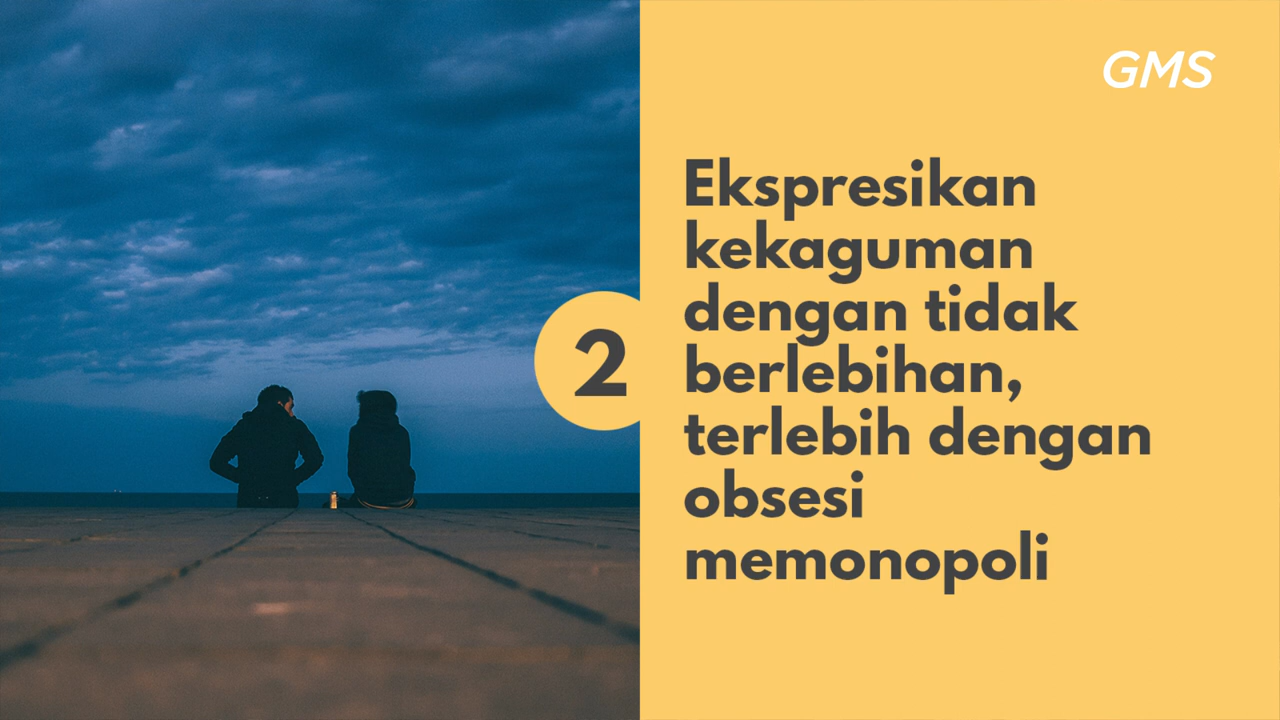 GMS
2
Ekspresikan
kekaguman
dengan tidak
berlebihan,
terlebih dengan
obsesi
memonopoli